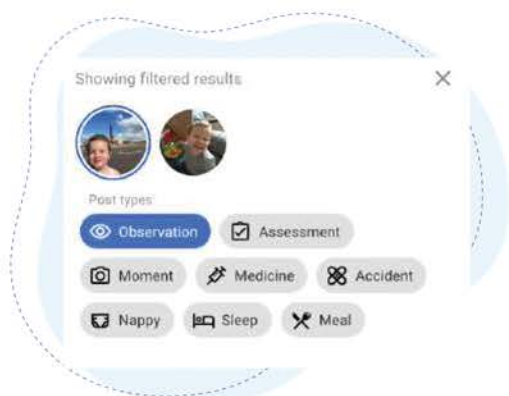 Showing filtered results
Post types
Observation Assessment
Moment Medicine Accident
Nappy Sleep Meal